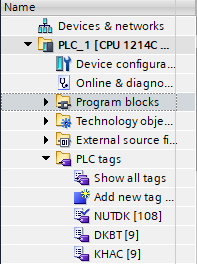 Name
Devices & networks
PLC_1 [CPU 1214C ...
Device configura...
Online & diagno...
Program blocks
Technology obje...
External source fi...
PLC tags
Show all tags
Add new tag ...
NUTDK [108]
DKBT [9]
KHAC [9]